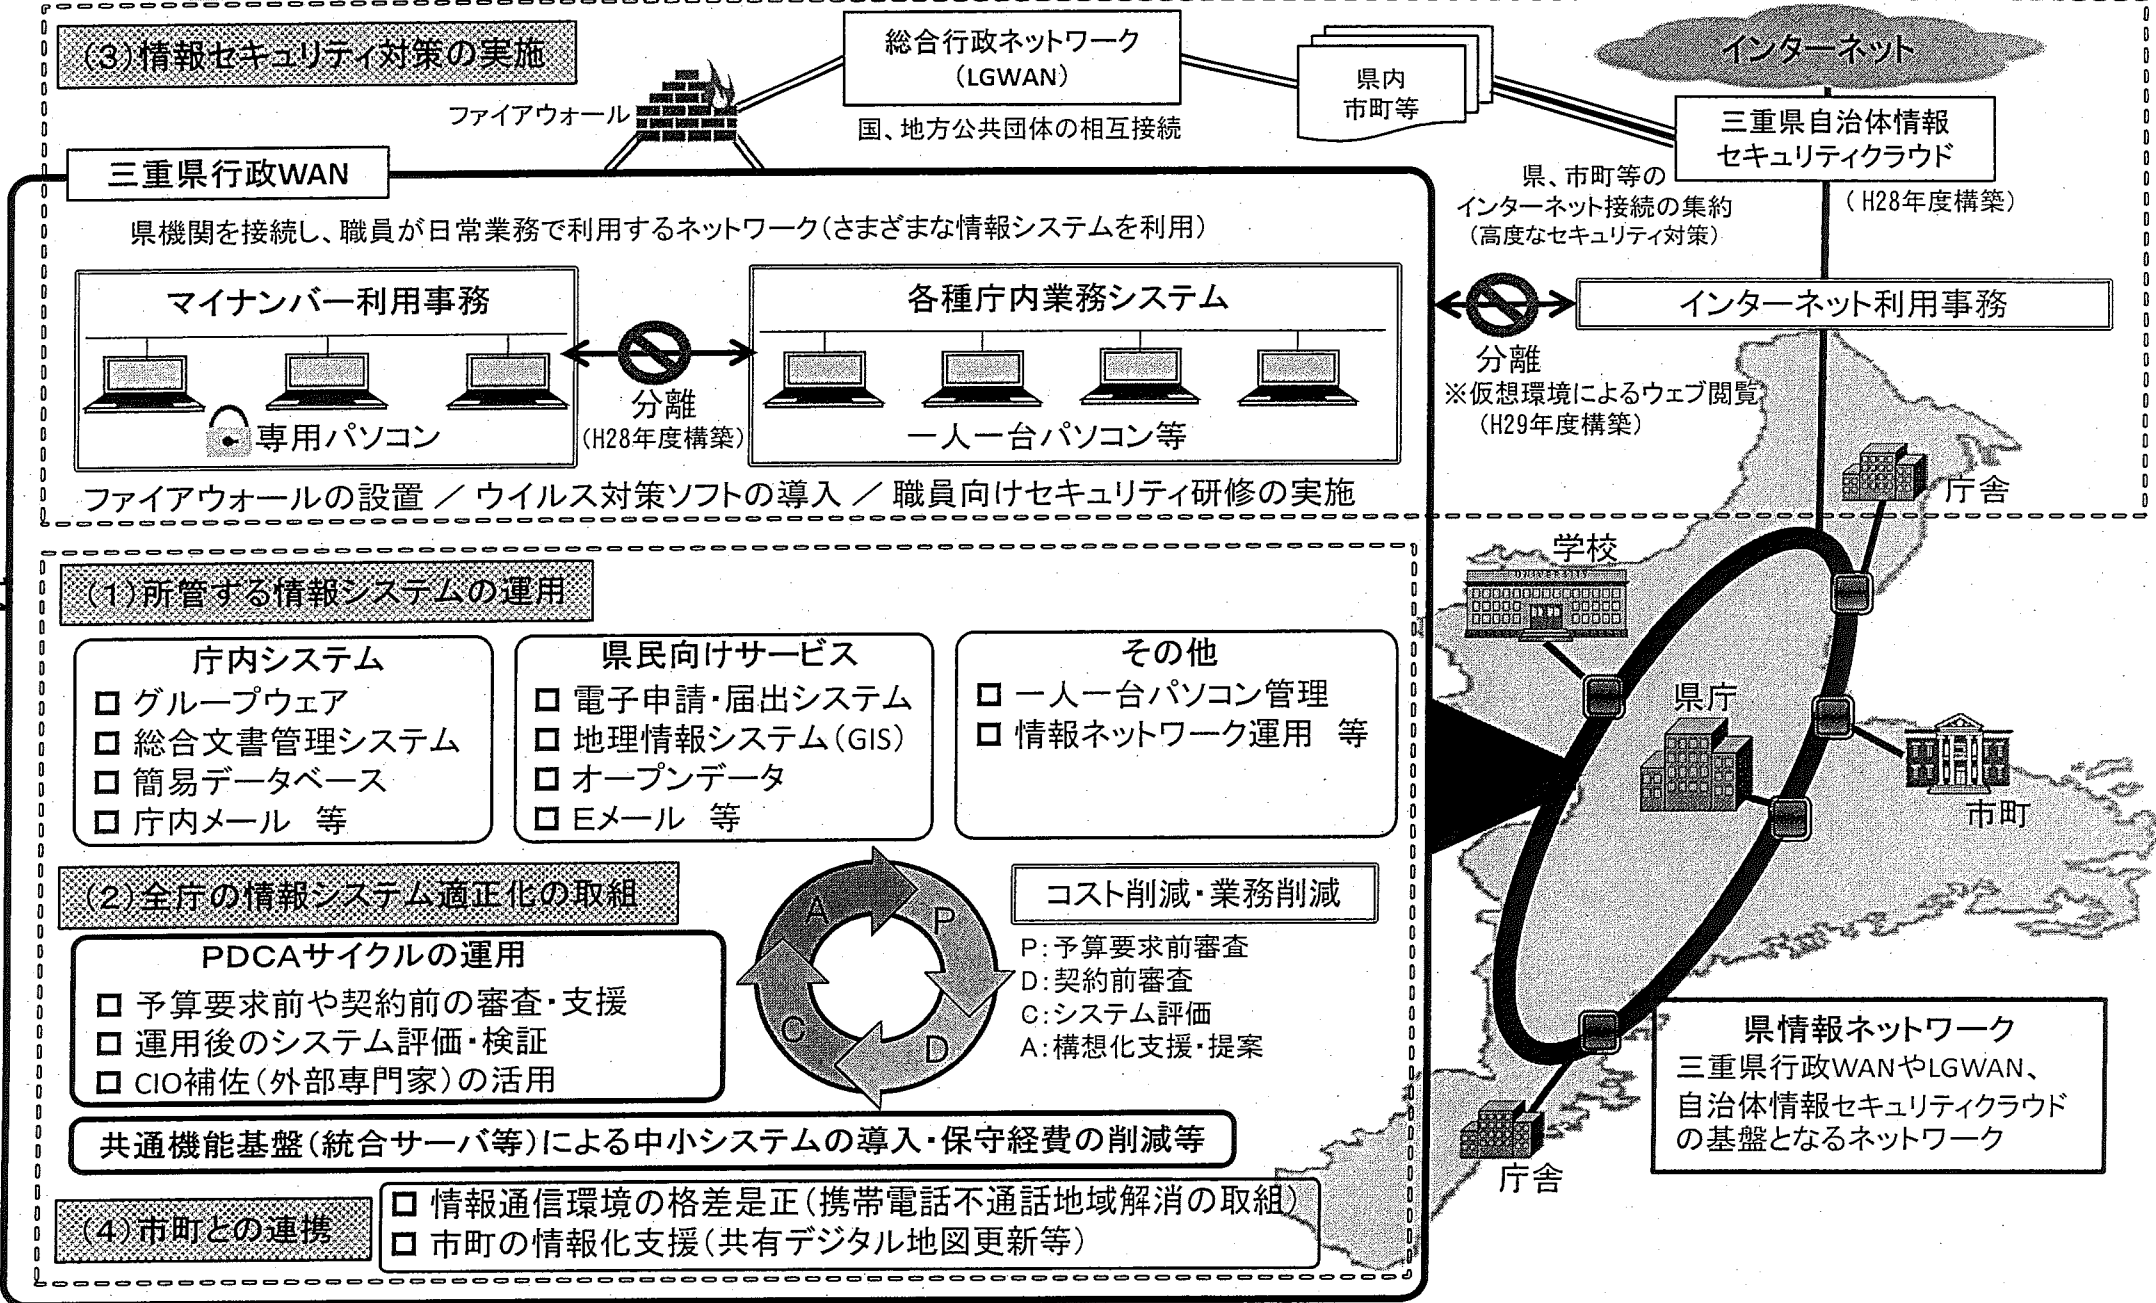 (3)情報セキュリティ対策の実施
ファイアウォール
総合行政ネットワーク
(LGWAN)
国、地方公共団体の相互接続
県内
市町等
インターネット
三重県自治体情報
セキュリティクラウド
(H28年度構築)
県、市町等の
インターネット接続の集約
(高度なセキュリティ対策)
三重県行政WAN
県機関を接続し、職員が日常業務で利用するネットワーク(さまざまな情報システムを利用)
マイナンバー利用事務
専用パソコン
分離
(H28年度構築)
各種庁内業務システム
一人一台パソコン等
分離
※仮想環境によるウェブ閲覧
(H29年度構築)
インターネット利用事務
ファイアウォールの設置 / ウイルス対策ソフトの導入 / 職員向けセキュリティ研修の実施
(1)所管する情報システムの運用
庁内システム
□ グループウェア
□ 総合文書管理システム
□ 簡易データベース
□ 庁内メール 等
県民向けサービス
□ 電子申請・届出システム
□ 地理情報システム(GIS)
□ オープンデータ
□ Eメール 等
その他
□ 一人一台パソコン管理
□ 情報ネットワーク運用 等
(2)全庁の情報システム適正化の取組
PDCAサイクルの運用
□ 予算要求前や契約前の審査・支援
□ 運用後のシステム評価・検証
□ CIO補佐(外部専門家)の活用
A
P
C
D
コスト削減・業務削減
P:予算要求前審査
D:契約前審査
C:システム評価
A:構想化支援・提案
共通機能基盤(統合サーバ等)による中小システムの導入・保守経費の削減等
(4)市町との連携
□ 情報通信環境の格差是正(携帯電話不通話地域解消の取組)
□ 市町の情報化支援(共有デジタル地図更新等)
庁舎
学校
UNIVERSITY
県庁
市町
庁舎
県情報ネットワーク
三重県行政WANやLGWAN、
自治体情報セキュリティクラウド
の基盤となるネットワーク